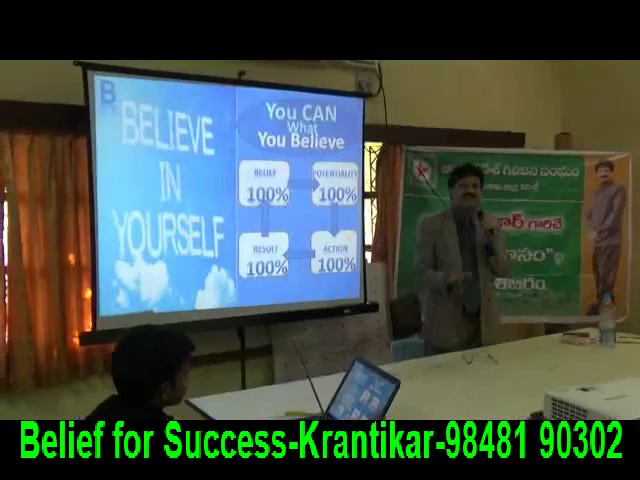 B
BELIEVE
IN
YOURSELF
You CAN
What
You Believe
BELIEF
100%
POTENTIALITY
100%
RESULT
100%
ACTION
100%
గిరిజన సంఘం
గారిచే
Belief for Success-Krantikar-98481 90302